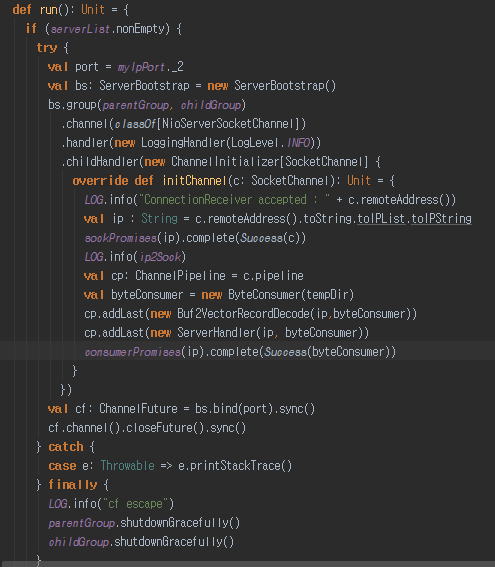 def run(): Unit = {
  if (serverList.nonEmpty) {
    try {
      val port = myIpPort._2
      val bs: ServerBootstrap = new ServerBootstrap()
      bs.group(parentGroup, childGroup)
        .channel(classOf[NioServerSocketChannel])
        .handler(new LoggingHandler(LogLevel.INFO))
        .childHandler(new ChannelInitializer[SocketChannel] {
          override def initChannel(c: SocketChannel): Unit = {
            LOG.info("ConnectionReceiver accepted : " + c.remoteAddress())
            val ip : String = c.remoteAddress().toString.toIPList.toIPString
            sockPromises(ip).complete(Success(c))
            LOG.info(ip2Sock)
            val cp: ChannelPipeline = c.pipeline
            val byteConsumer = new ByteConsumer(tempDir)
            cp.addLast(new Buf2VectorRecordDecode(ip,byteConsumer))
            cp.addLast(new ServerHandler(ip, byteConsumer))
            consumerPromises(ip).complete(Success(byteConsumer))
          }
        })
      val cf: ChannelFuture = bs.bind(port).sync()
      cf.channel().closeFuture().sync()
    } catch {
      case e: Throwable => e.printStackTrace()
    } finally {
      LOG.info("cf escape")
      parentGroup.shutdownGracefully()
      childGroup.shutdownGracefully()
    }